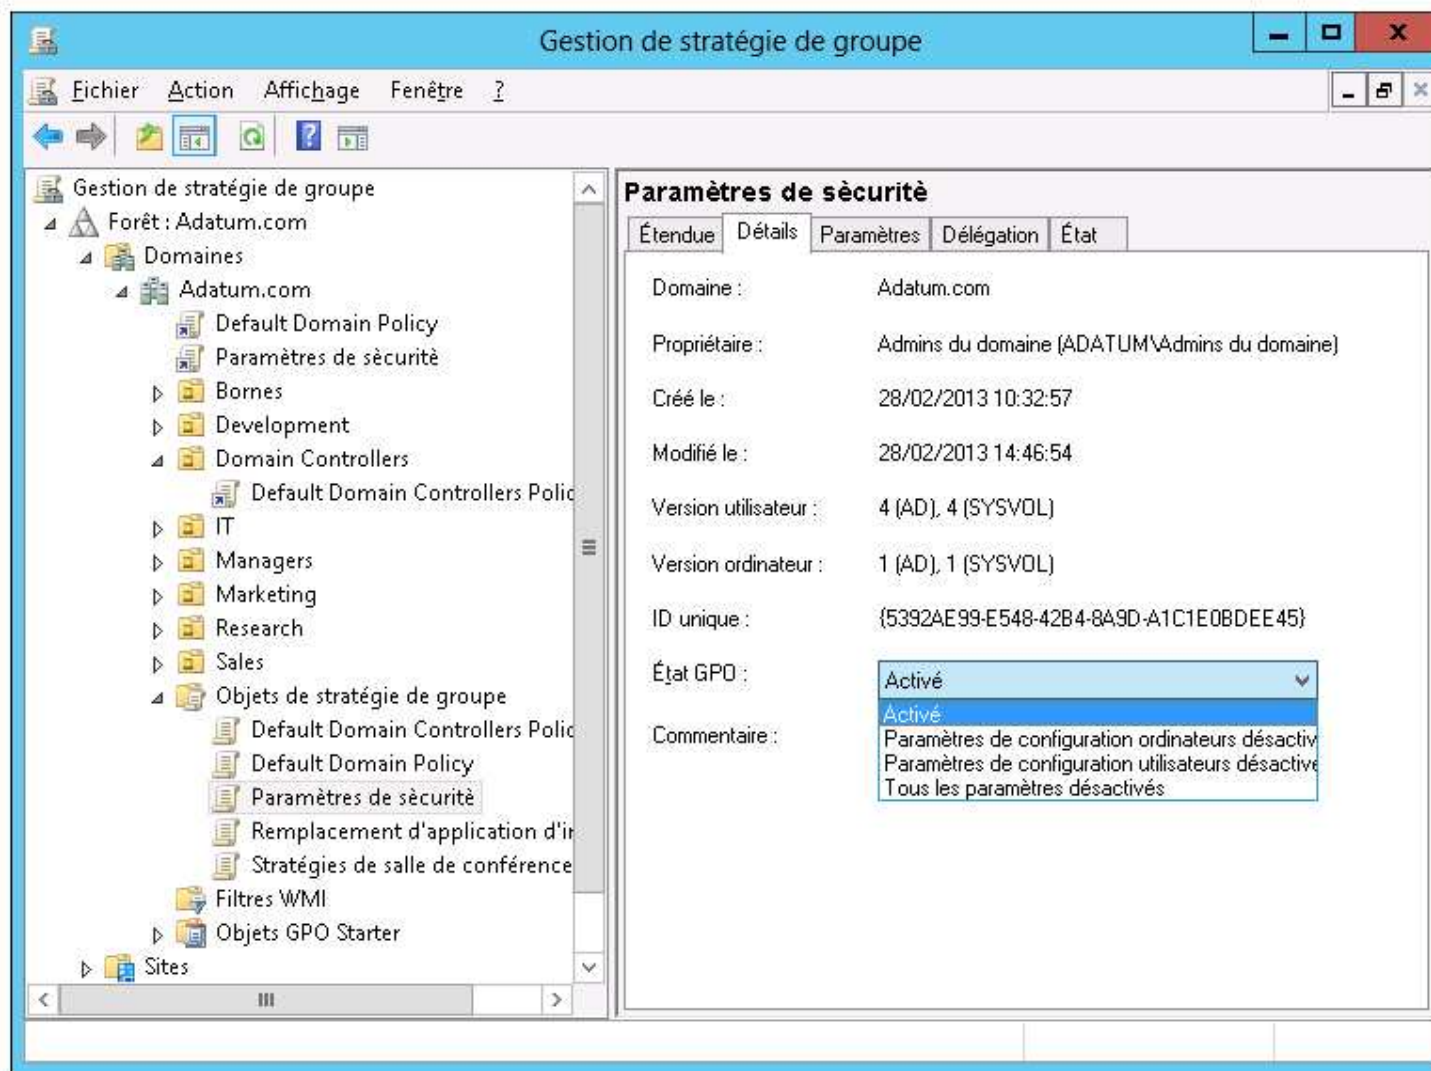 Gestion de stratégie de groupe
Fichier Action Affichage Fenêtre ?
Gestion de stratégie de groupe
Forêt : Adatum.com
Domaines
Adatum.com
Default Domain Policy
Paramètres de sècuritè
Bornes
Development
Domain Controllers
Default Domain Controllers Polic
IT
Managers
Marketing
Research
Sales
Objets de stratégie de groupe
Default Domain Controllers Polic
Default Domain Policy
Paramètres de sècuritè
Remplacement d'application d'in
Stratégies de salle de conférence
Filtres WMI
Objets GPO Starter
Sites
Paramètres de sècuritè
Étendue Détails Paramètres Délégation État
Domaine : Adatum.com
Propriétaire : Admins du domaine (ADATUM\Admins du domaine)
Créé le : 28/02/2013 10:32:57
Modifié le : 28/02/2013 14:46:54
Version utilisateur : 4 (AD), 4 (SYSVOL)
Version ordinateur : 1 (AD), 1 (SYSVOL)
ID unique : {5392AE99-E548-42B4-8A9D-A1C1E0BDEE45}
État GPO : Activé
Activé
Paramètres de configuration ordinateurs désactiv
Paramètres de configuration utilisateurs désactivé
Tous les paramètres désactivés
Commentaire :